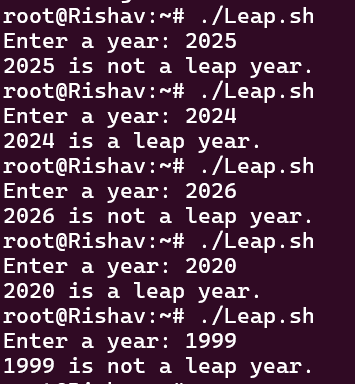 root@Rishav:~# ./Leap.sh
Enter a year: 2025
2025 is not a leap year.
root@Rishav:~# ./Leap.sh
Enter a year: 2024
2024 is a leap year.
root@Rishav:~# ./Leap.sh
Enter a year: 2026
2026 is not a leap year.
root@Rishav:~# ./Leap.sh
Enter a year: 2020
2020 is a leap year.
root@Rishav:~# ./Leap.sh
Enter a year: 1999
1999 is not a leap year.